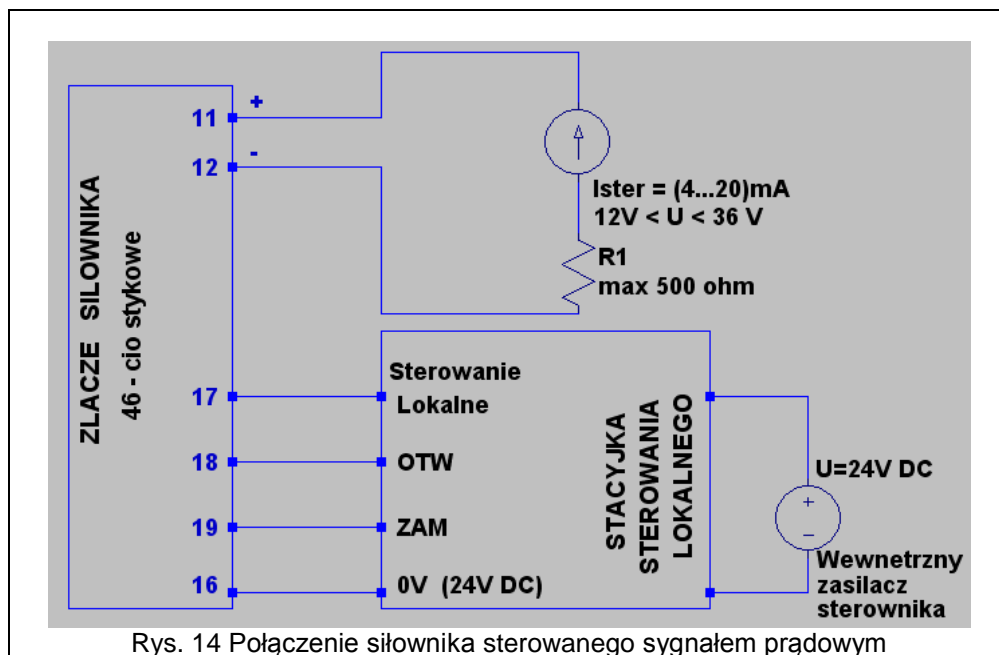 ZLACZE SILOWNIKA
46 - cio stykowe
11
+
12
-
Ister = (4...20)mA
12V < U < 36 V
R1
max 500 ohm
17
Sterowanie
Lokalne
18
OTW
19
ZAM
16
0V (24V DC)
STACYJKA
STEROWANIA
LOKALNEGO
U=24V DC
+
−
Wewnetrzny
zasilacz
sterownika
Rys. 14 Połączenie siłownika sterowanego sygnałem prądowym